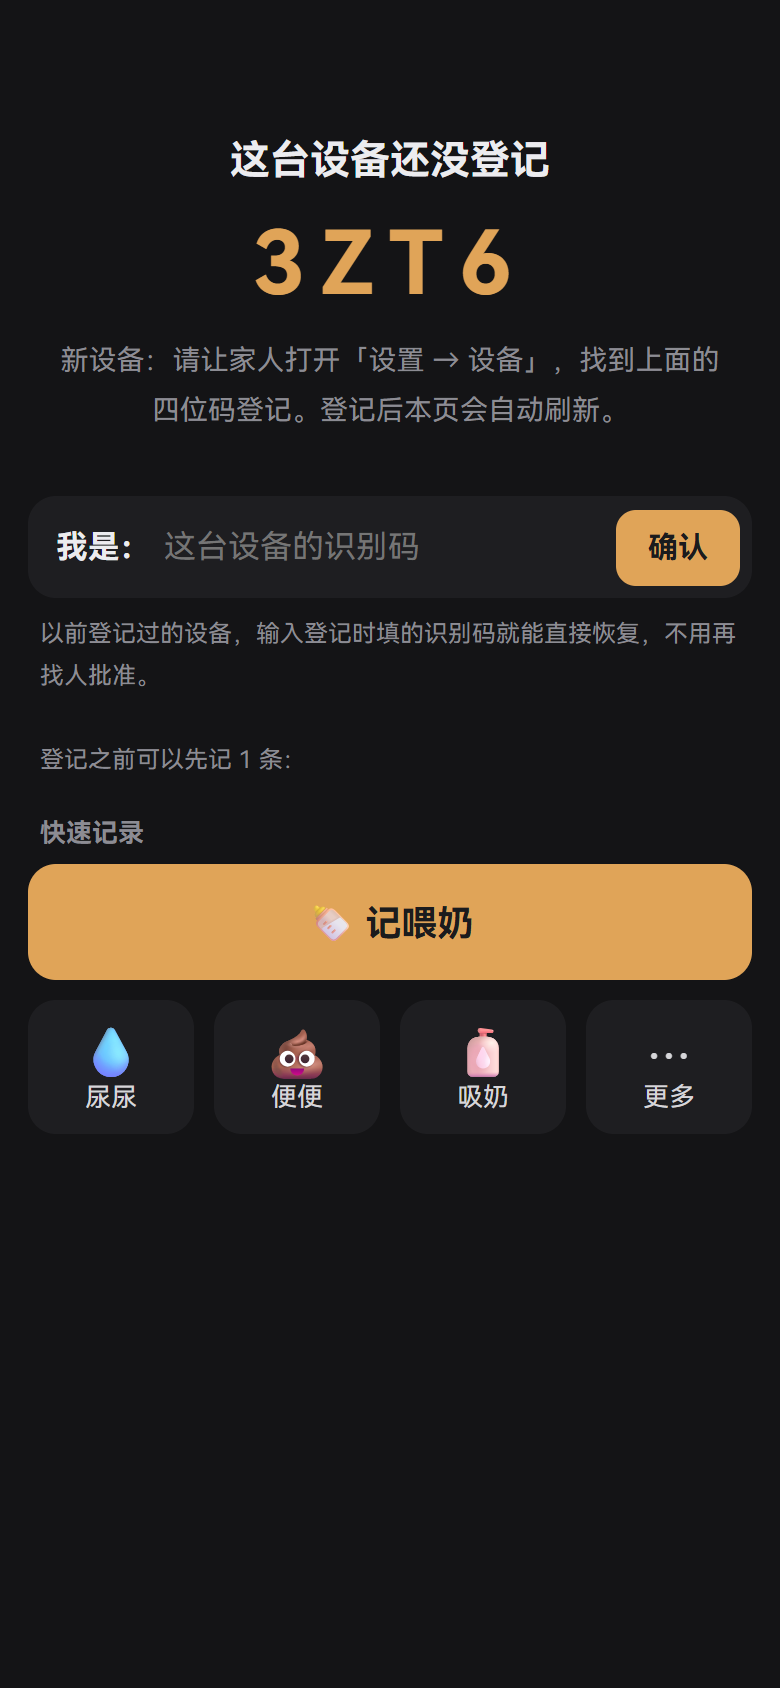 这台设备还没登记
3ZT6
新设备：请让家人打开「设置 → 设备」，找到上面的
四位码登记。登记后本页会自动刷新。
我是： 这台设备的识别码 确认
以前登记过的设备，输入登记时填的识别码就能直接恢复，不用再
找人批准。
登记之前可以先记 1 条：
快速记录
记喂奶
尿尿 便便 吸奶 更多